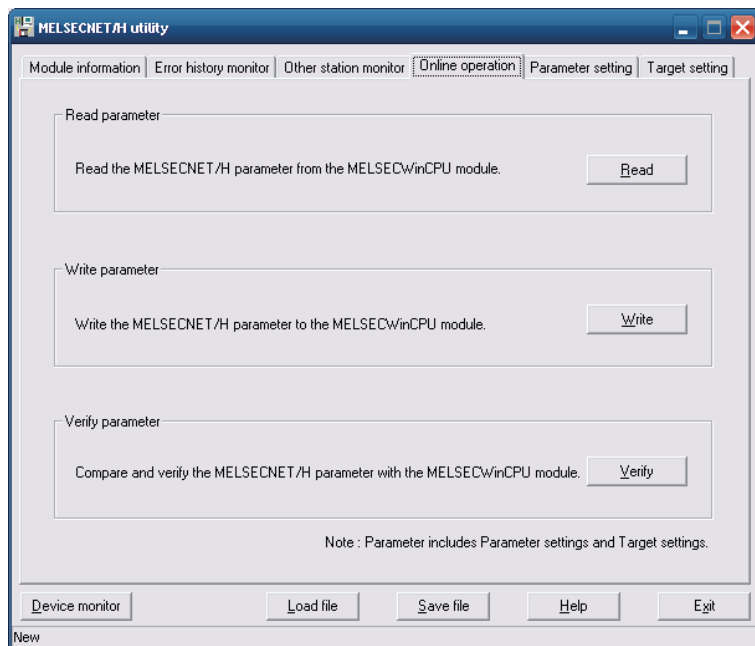 MELSECNET/H utility
Module information Error history monitor Other station monitor Online operation Parameter setting Target setting
Read parameter
Read the MELSECNET/H parameter from the MELSECWinCPU module. Read
Write parameter
Write the MELSECNET/H parameter to the MELSECWinCPU module. Write
Verify parameter
Compare and verify the MELSECNET/H parameter with the MELSECWinCPU module. Verify
Note : Parameter includes Parameter settings and Target settings.
Device monitor Load file Save file Help Exit
New